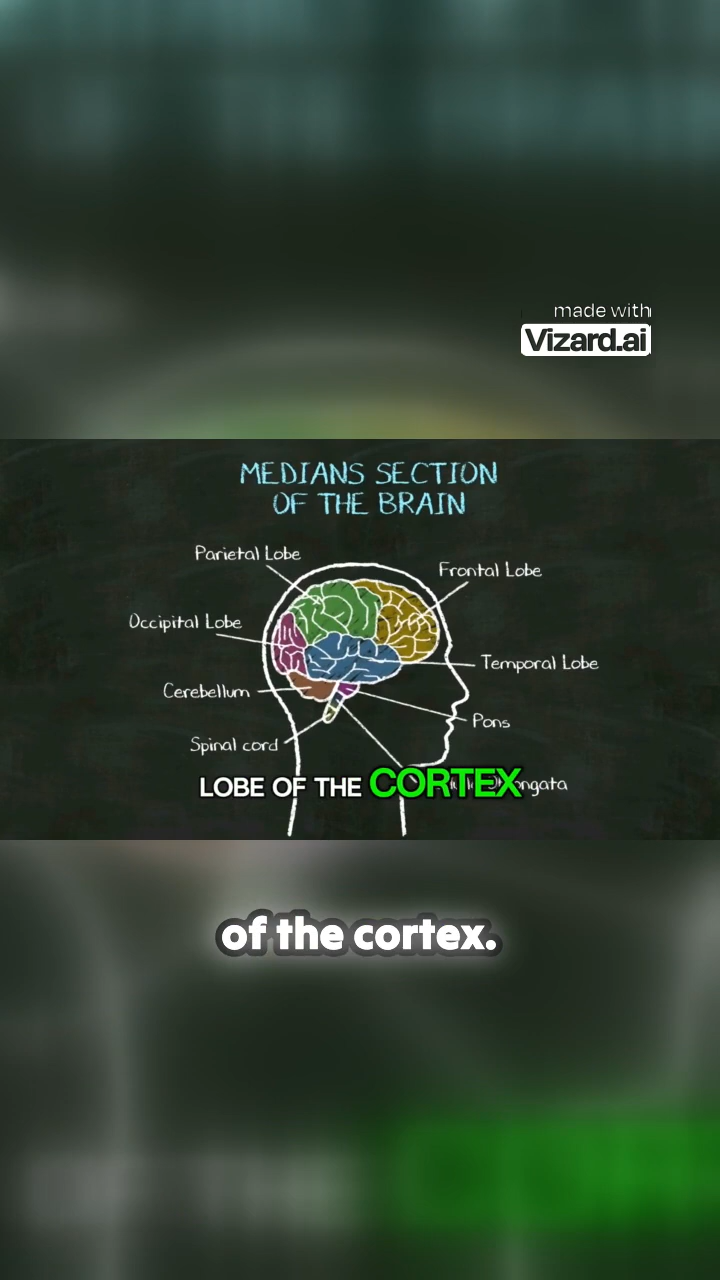 made with
Vizard.ai
MEDIANS SECTION
OF THE BRAIN
Parietal Lobe
Frontal Lobe
Occipital Lobe
Temporal Lobe
Cerebellum
Pons
Spinal cord
LOBE OF THE CORTEX
of the cortex.